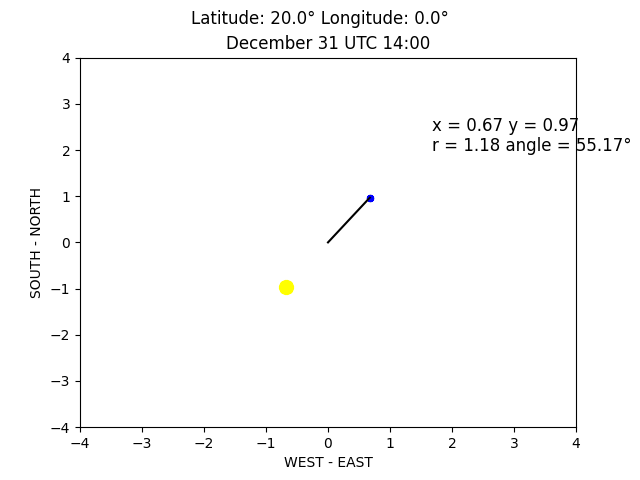 Latitude: 20.0° Longitude: 0.0°
December 31 UTC 14:00
4
3
2
1
0
−1
−2
−3
−4
SOUTH - NORTH
x = 0.67 y = 0.97
r = 1.18 angle = 55.17°
−4 −3 −2 −1 0 1 2 3 4
WEST - EAST